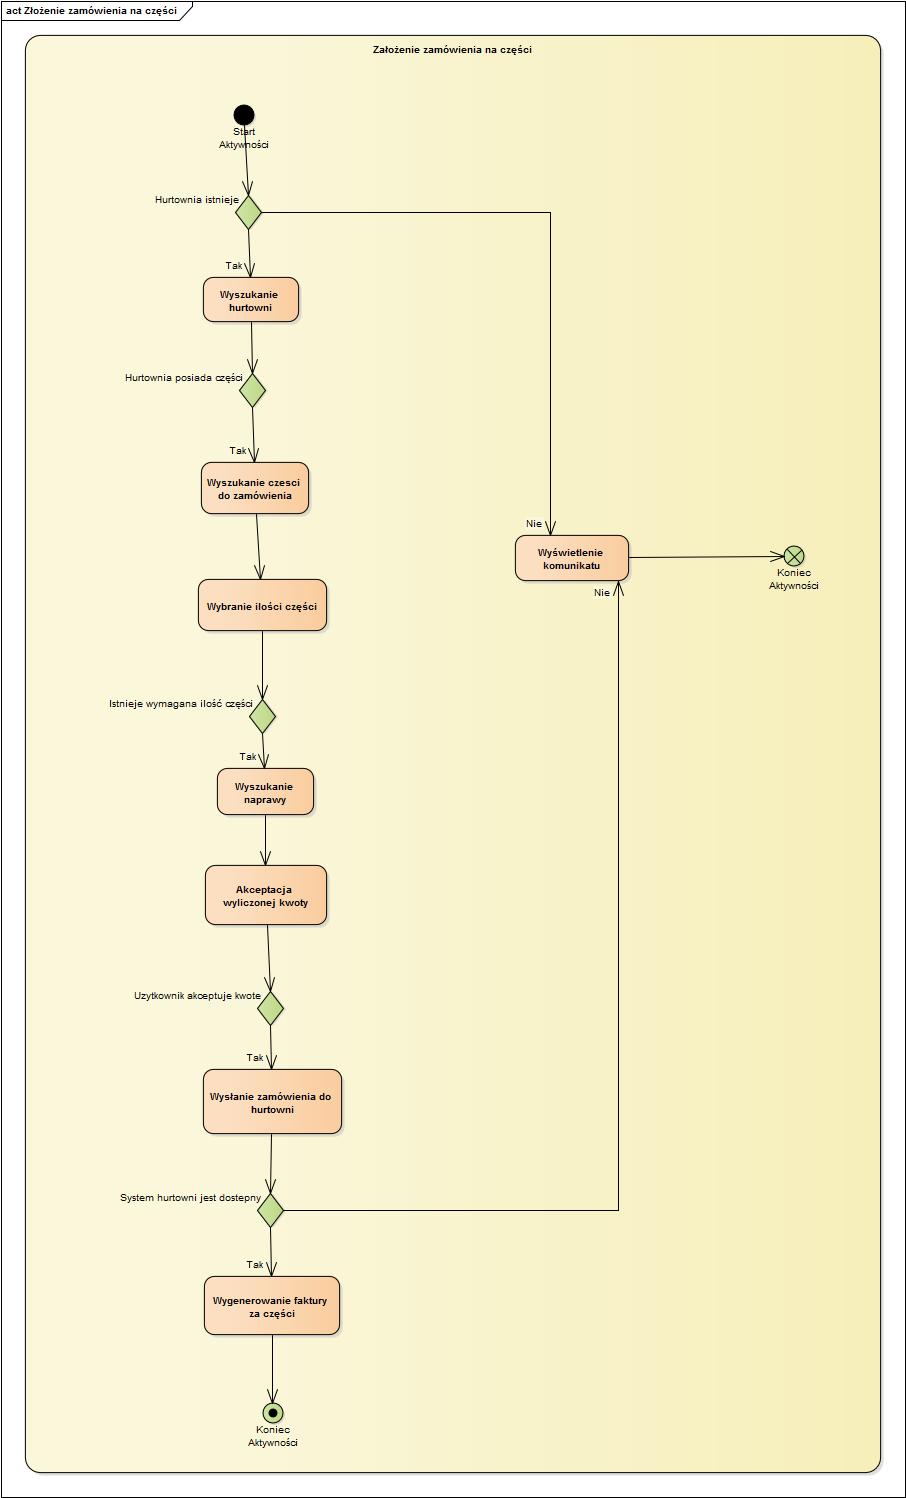 act Złożenie zamówienia na części
Założenie zamówienia na części
Start
Aktywności
Hurtownia istnieje
Tak
Wyszukanie
hurtowni
Hurtownia posiada części
Tak
Wyszukanie czesci
do zamówienia
Nie
Wyświetlenie
komunikatu
Koniec
Aktywności
Nie
Wybranie ilości części
Istnieje wymagana ilość części
Tak
Wyszukanie
naprawy
Akceptacja
wyliczonej kwoty
Uzytkownik akceptuje kwote
Tak
Wysłanie zamówienia do
hurtowni
System hurtowni jest dostepny
Tak
Wygenerowanie faktury
za części
Koniec
Aktywności